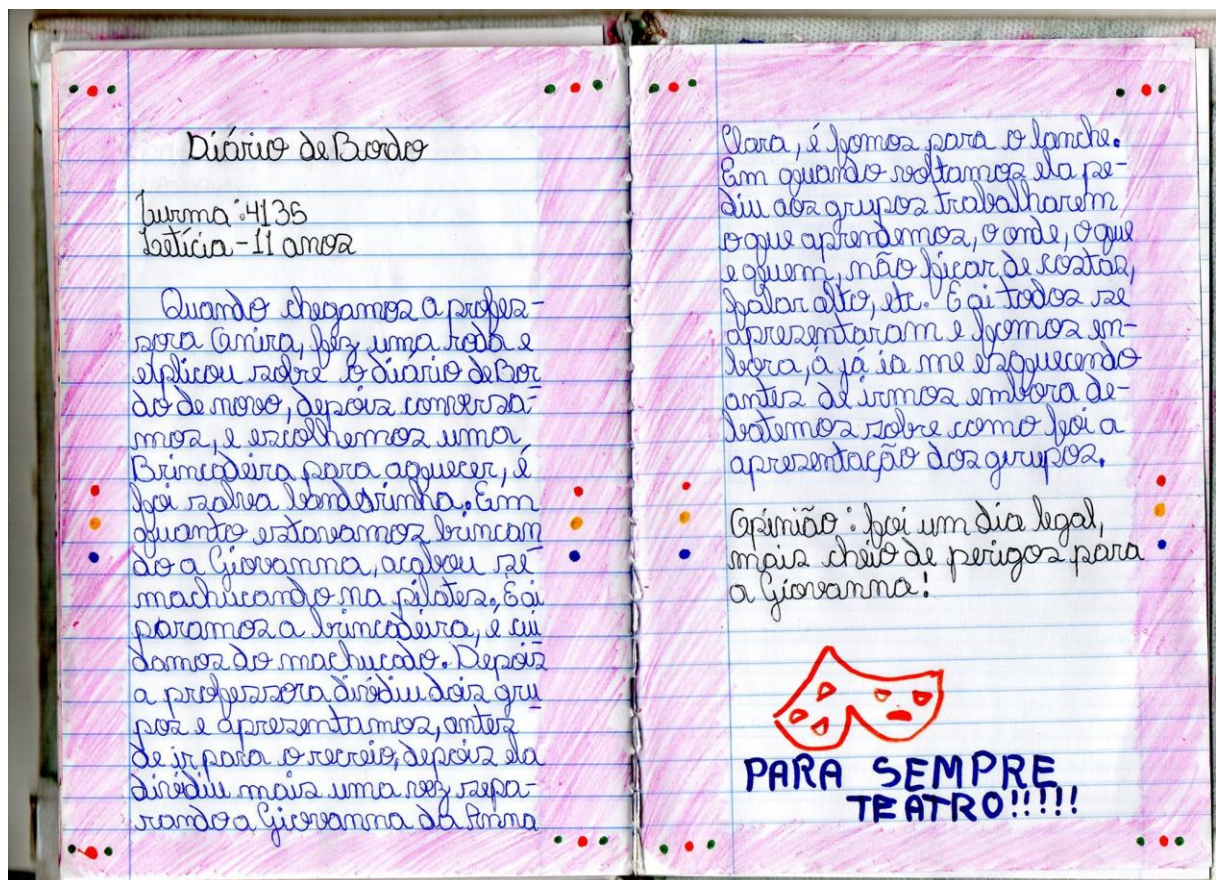 Diário de Bordo
Turma: 4136
Letícia - 11 anos
Quando chegamos a profes-
sora Amira, fez uma roda e
explicou sobre o diário de Bor
do de novo, depois conversa-
mos, e escolhemos uma
Brincadeira para aquecer, é
foi salva bandeirinha. Em
quanto estavamos brincan
do a Giovanna, acabou sê
machucando na pilates, E ai
paramos a brincadeira, e cui
damos do machucado. Depois
a professora dividiu dois gru
pos e apresentamos, antes
de ir para o recreio, depois ela
dividiu mais uma vez sepa-
rando a Giovanna da Anna
Clara, é fomos para o lanche.
Em quando voltamos ela pe-
diu aos grupos trabalharem
o que aprendemos, o onde, o quê
e quem, não ficar de costas,
falar alto, etc. E ai todos se
apresentaram e fomos en-
bora, á já ia me esquecendo
antes de irmos embora de-
batemos sobre como foi a
apresentação dos grupos.
Opinião: foi um dia legal,
mais cheio de perigos para
a Giovanna!
PARA SEMPRE
TEATRO!!!!!